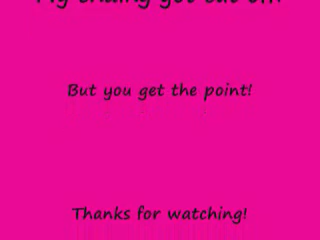 My ending got cut off!
But you get the point!
Thanks for watching!